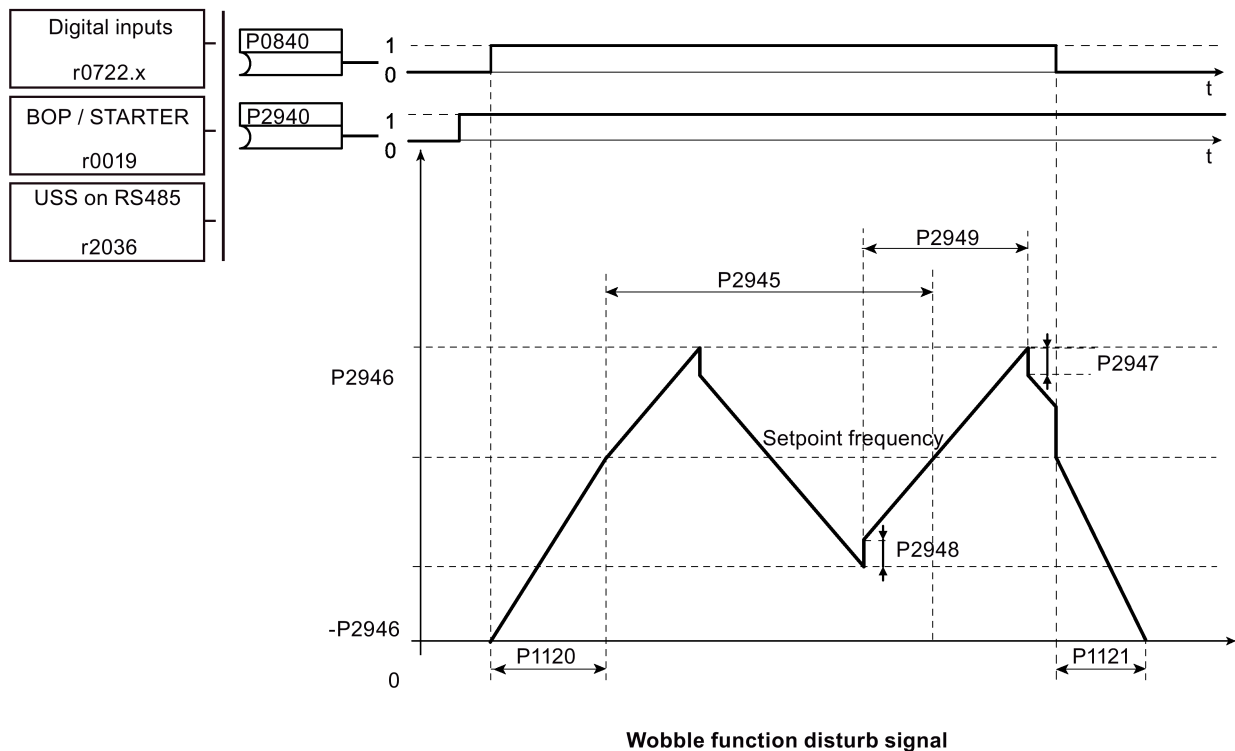 Digital inputs
r0722.x
BOP / STARTER
r0019
USS on RS485
r2036
P0840
1
0
t
P2940
1
0
t
P2949
P2945
P2946
P2947
Setpoint frequency
P2948
-P2946
P1120
P1121
0
Wobble function disturb signal